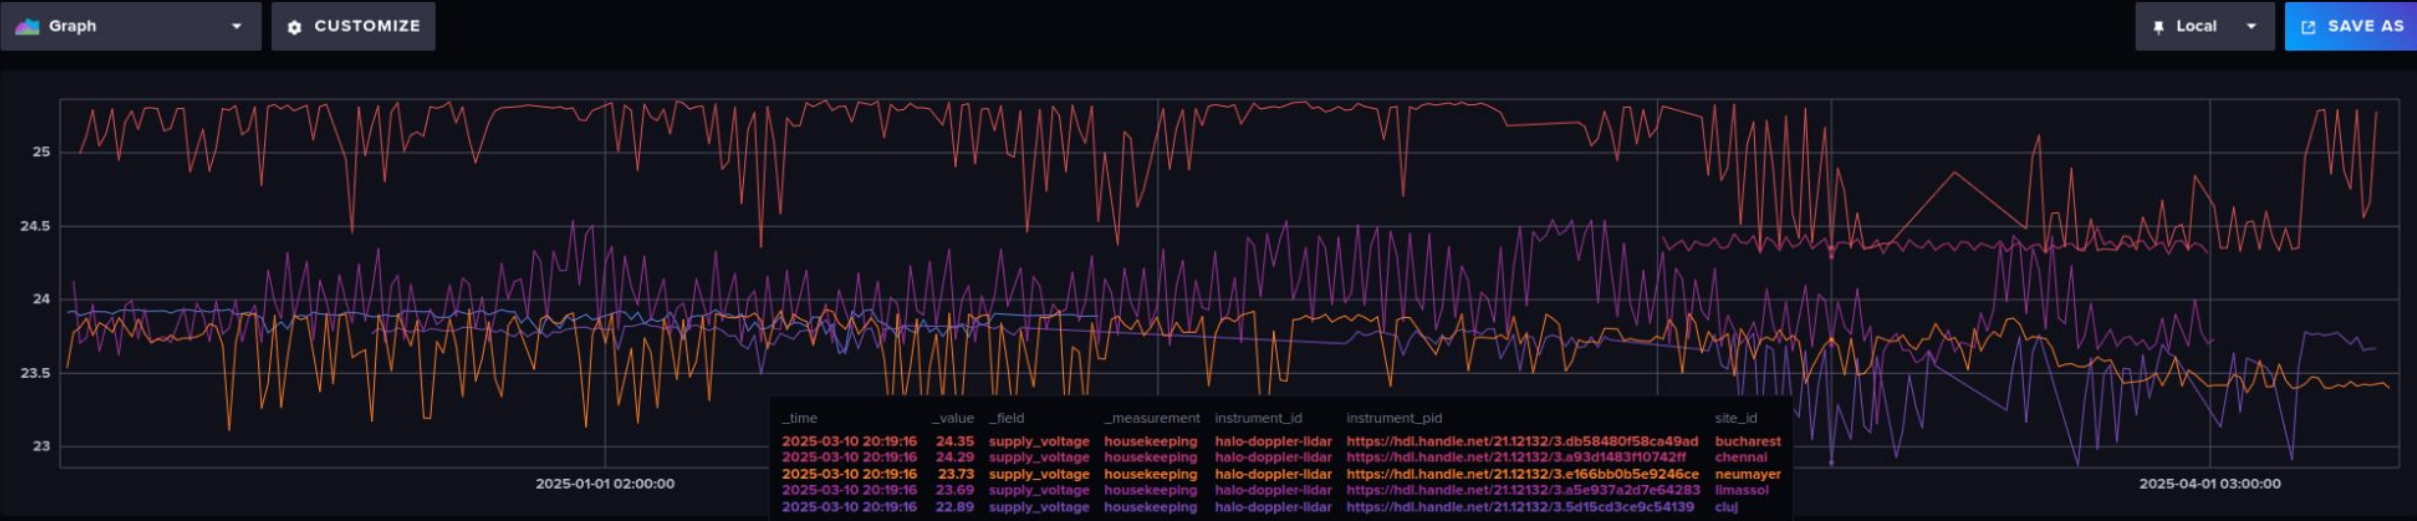 Graph CUSTOMIZE Local SAVE AS
25
24.5
24
23.5
23
2025-01-01 02:00:00 2025-04-01 03:00:00
_time _value _field _measurement instrument_id instrument_pid site_id
2025-03-10 20:19:16 24.35 supply_voltage housekeeping halo-doppler-lidar https://hdl.handle.net/21.12132/3.db58480f58ca49ad bucharest
2025-03-10 20:19:16 24.29 supply_voltage housekeeping halo-doppler-lidar https://hdl.handle.net/21.12132/3.a93d1483f10742ff chennai
2025-03-10 20:19:16 23.73 supply_voltage housekeeping halo-doppler-lidar https://hdl.handle.net/21.12132/3.e166bb0b5e9246ce neumayer
2025-03-10 20:19:16 23.69 supply_voltage housekeeping halo-doppler-lidar https://hdl.handle.net/21.12132/3.a5e937a2d7e64283 limassol
2025-03-10 20:19:16 22.89 supply_voltage housekeeping halo-doppler-lidar https://hdl.handle.net/21.12132/3.5d15cd3ce9c54139 cluj